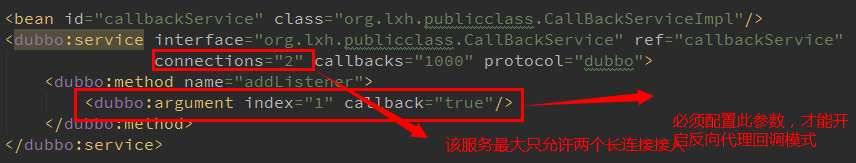 <bean id="callbackService" class="org.lxh.publicclass.CallBackServiceImpl"/>
<dubbo:service interface="org.lxh.publicclass.CallBackService" ref="callbackService"
connections="2" callbacks="1000" protocol="dubbo">
<dubbo:method name="addListener">
<dubbo:argument index="1" callback="true"/>
</dubbo:method>
</dubbo:service>
必须配置此参数，才能开
启反向代理回调模式
该服务最大只允许两个长连接接入